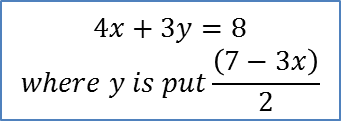 4x + 3y = 8
where y is put (7 − 3x)/2